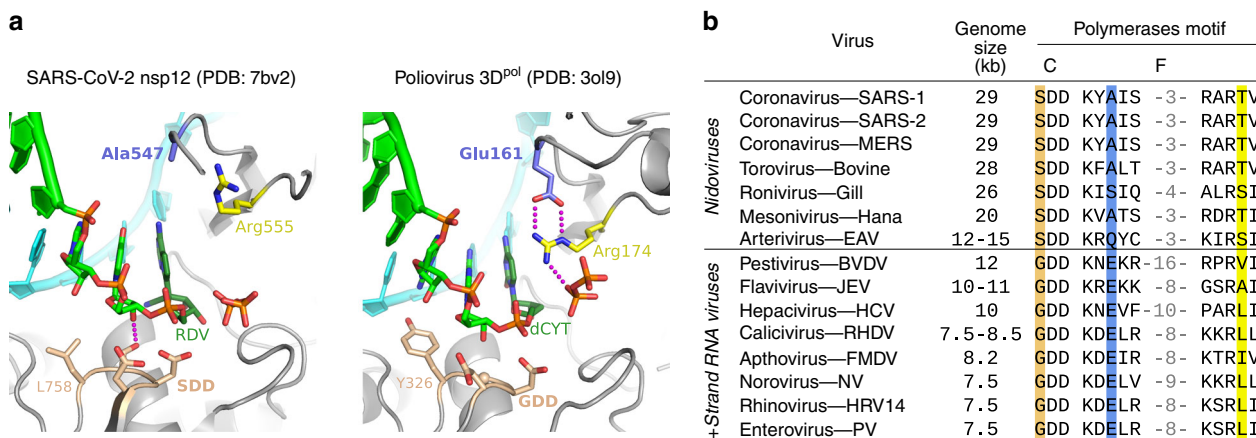 a
SARS-CoV-2 nsp12 (PDB: 7bv2)
Ala547
Arg555
RDV
L758
SDD
Poliovirus 3Dpol (PDB: 3ol9)
Glu161
Arg174
dCYT
Y326
GDD
b
Virus
Genome size (kb)
Polymerases motif
C F
Nidoviruses
Coronavirus—SARS-1 29 SDD KYAIS -3- RARTV
Coronavirus—SARS-2 29 SDD KYAIS -3- RARTV
Coronavirus—MERS 29 SDD KYAIS -3- RARTV
Torovirus—Bovine 28 SDD KFALT -3- RARTV
Ronivirus—Gill 26 SDD KISIQ -4- ALRSI
Mesonivirus—Hana 20 SDD KVATS -3- RDRTI
Arterivirus—EAV 12-15 SDD KRQYC -3- KIRSI
+Strand RNA viruses
Pestivirus—BVDV 12 GDD KNEKR -16- RPRVI
Flavivirus—JEV 10-11 GDD KREKK -8- GSRAI
Hepacivirus—HCV 10 GDD KNEVF -10- PARLI
Calicivirus—RHDV 7.5-8.5 GDD KDELR -8- KKRLI
Apthovirus—FMDV 8.2 GDD KDEIR -8- KTRIV
Norovirus—NV 7.5 GDD KDELV -9- KKRLL
Rhinovirus—HRV14 7.5 GDD KDELR -8- KSRLI
Enterovirus—PV 7.5 GDD KDELR -8- KSRLI